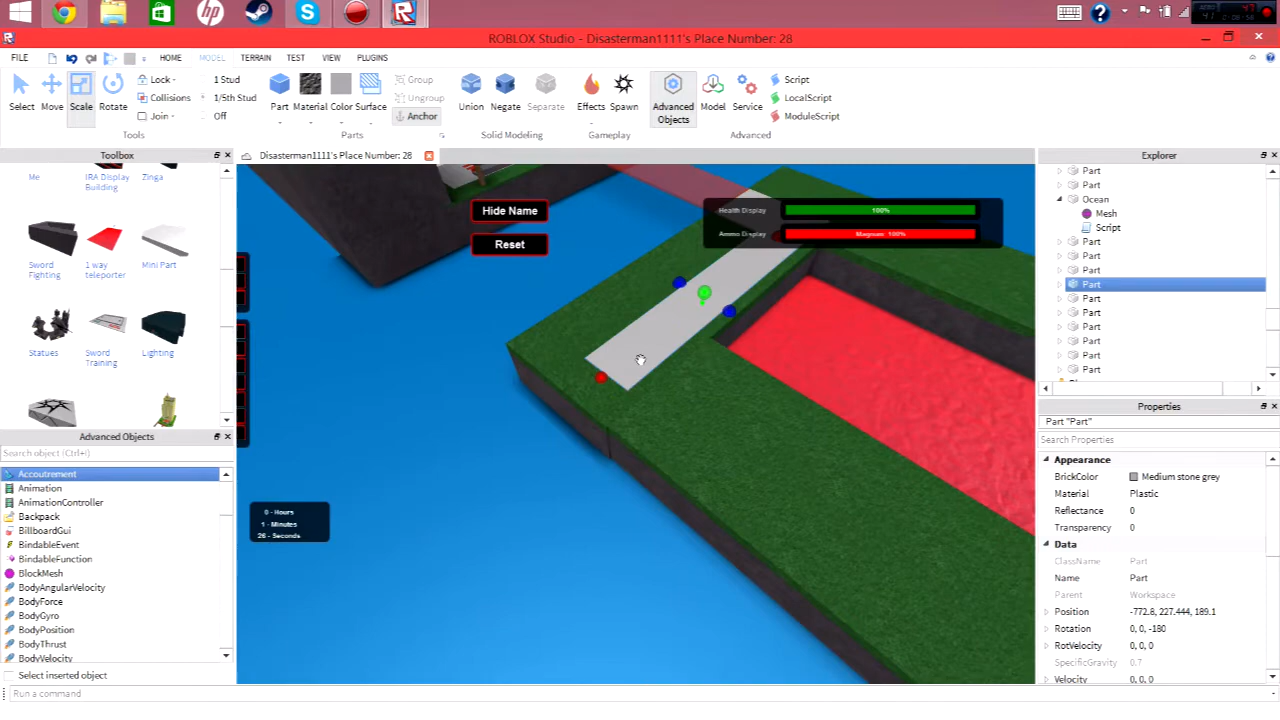 ROBLOX Studio - Disasterman1111's Place Number: 28
FILE HOME MODEL TERRAIN TEST VIEW PLUGINS
Select Move Scale Rotate
Lock
Collisions
Join
1 Stud
1/5th Stud
Off
Part Material Color Surface
Group
Ungroup
Anchor
Union Negate Separate
Effects Spawn
Advanced Objects
Model Service
Script
LocalScript
ModuleScript
Tools Parts Solid Modeling Gameplay Advanced
Toolbox
Disasterman1111's Place Number: 28
Explorer
Me
IRA Display Building
Zinga
Sword Fighting
1 way teleporter
Mini Part
Statues
Sword Training
Lighting
Advanced Objects
Search object (Ctrl+I)
Accoutrement
Animation
AnimationController
Backpack
BillboardGui
BindableEvent
BindableFunction
BlockMesh
BodyAngularVelocity
BodyForce
BodyGyro
BodyPosition
BodyThrust
BodyVelocity
Select inserted object
Run a command
Hide Name
Reset
Health Display 100%
Ammo Display Magnum: 100%
0 - Hours
1 - Minutes
26 - Seconds
Part
Part
Ocean
Mesh
Script
Part
Part
Part
Part
Part
Part
Part
Part
Part
Part
Properties
Part "Part"
Search Properties
Appearance
BrickColor Medium stone grey
Material Plastic
Reflectance 0
Transparency 0
Data
ClassName Part
Name Part
Parent Workspace
Position -772.8, 227.444, 189.1
Rotation 0, 0, -180
RotVelocity 0, 0, 0
SpecificGravity 0.7
Velocity 0, 0, 0